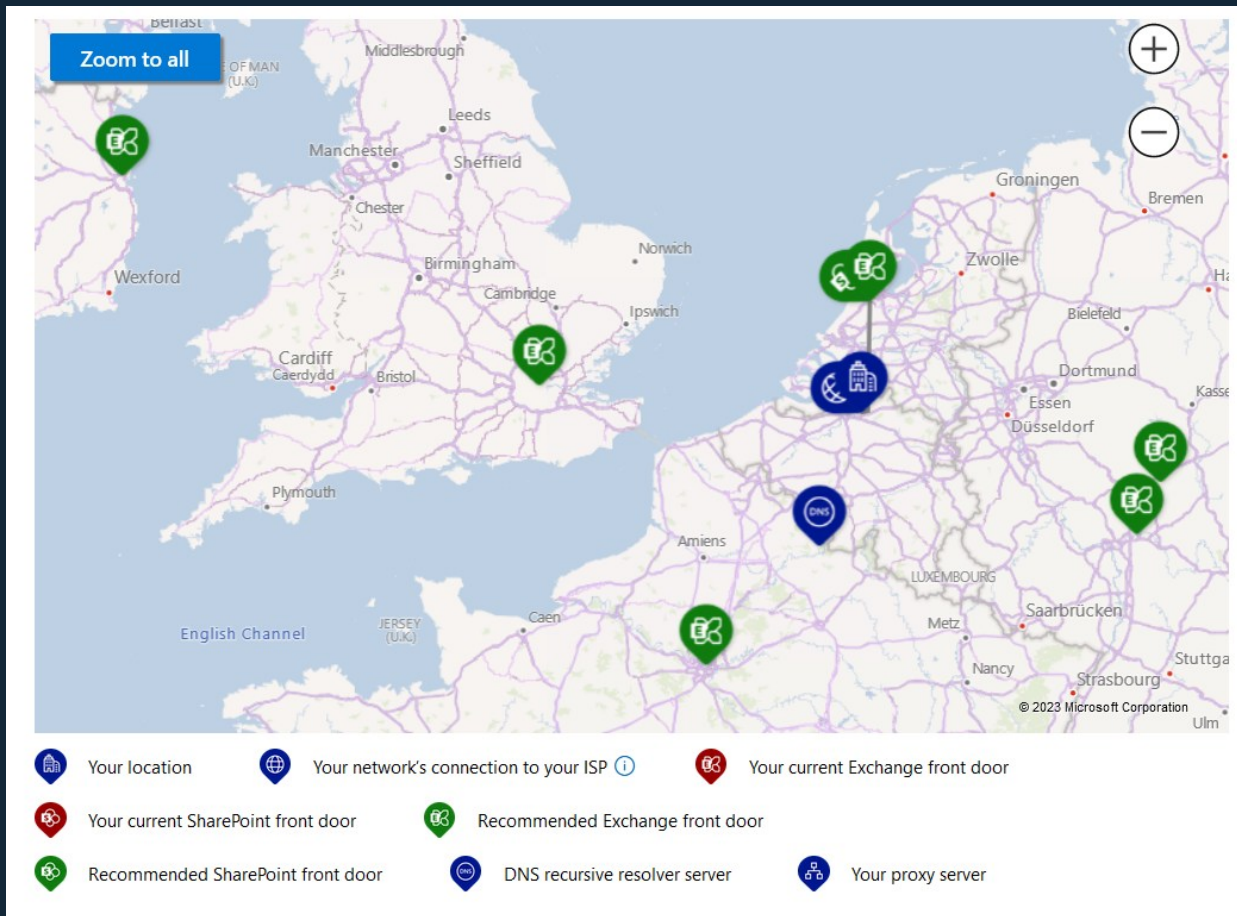 Belfast
Zoom to all
OF MAN
(U.K.)
Middlesbrough
Leeds
Manchester
Sheffield
Chester
Groningen
Bremen
Wexford
Norwich
Zwolle
Birmingham
Cambridge
Ipswich
Bielefeld
Cardiff
Caerdydd
Bristol
Dortmund
Essen
Düsseldorf
Kasse
Plymouth
DNS
Amiens
LUXEMBOURG
Saarbrücken
English Channel
JERSEY
(U.K.)
Caen
Metz
Nancy
Stuttga
Strasbourg
© 2023 Microsoft Corporation
Ulm
Your location
Your network's connection to your ISP
Your current Exchange front door
Your current SharePoint front door
Recommended Exchange front door
Recommended SharePoint front door
DNS
DNS recursive resolver server
Your proxy server